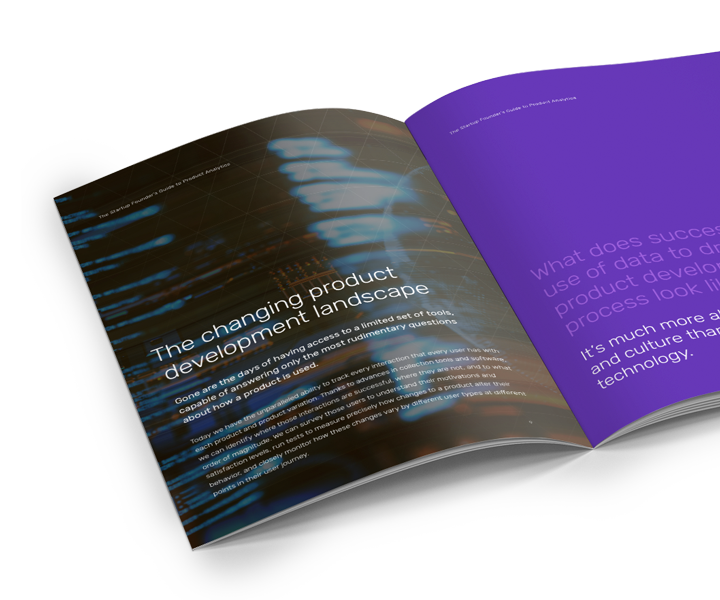 The Startup Founder's Guide to Product Analytics
The changing product
development landscape
Gone are the days of having access to a limited set of tools,
capable of answering only the most rudimentary questions
about how a product is used.
Today we have the unparalleled ability to track every interaction that every user has with
each product and product variation. Thanks to advances in collection tools and software,
we can identify where those interactions are successful, where they are not, and to what
order of magnitude. We can survey those users to understand their motivations and
satisfaction levels, run tests to measure precisely how changes to a product alter their
behavior, and closely monitor how these changes vary by different user types at different
points in their user journey.
The Startup Founder's Guide to Product Analytics
What does succes
use of data to dr
product develop
process look li
It's much more a
and culture than
technology.